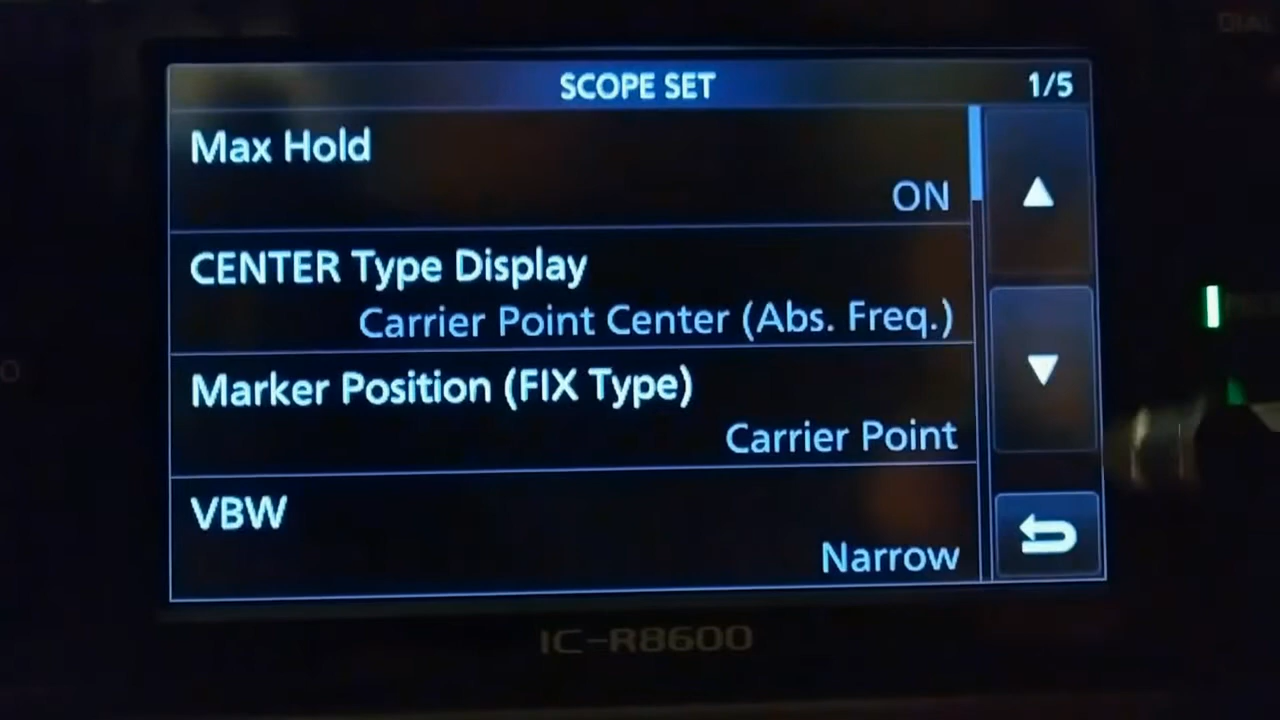 DIAL
SCOPE SET
1/5
Max Hold
ON
CENTER Type Display
Carrier Point Center (Abs. Freq.)
Marker Position (FIX Type)
Carrier Point
VBW
Narrow
IC-R8600